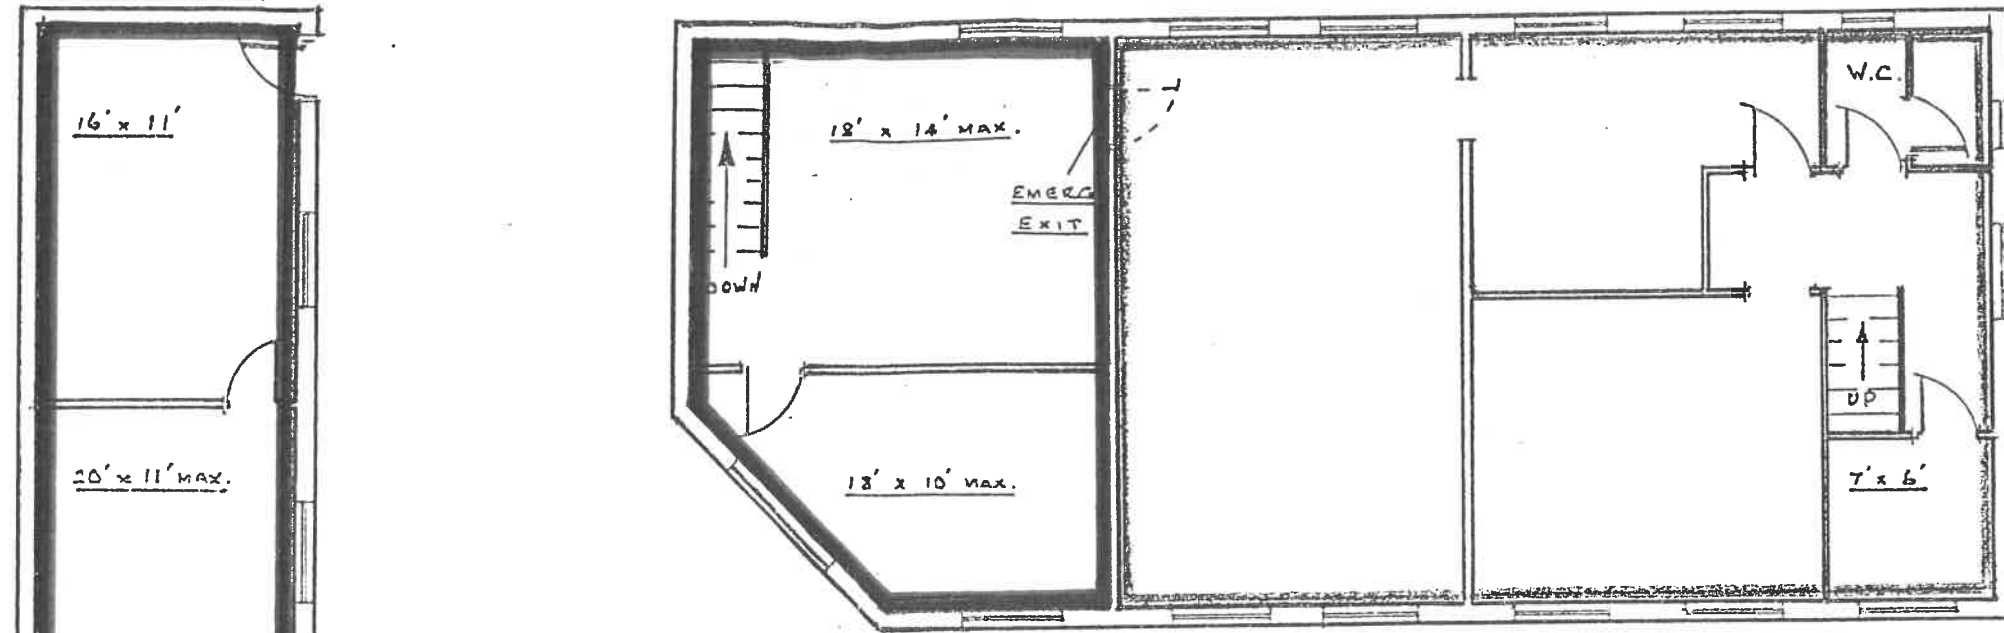 16' x 11'
20' x 11' MAX.
18' x 14' MAX.
EMERG
EXIT
DOWN
18' x 10' MAX.
W.C.
UP
7' x 6'